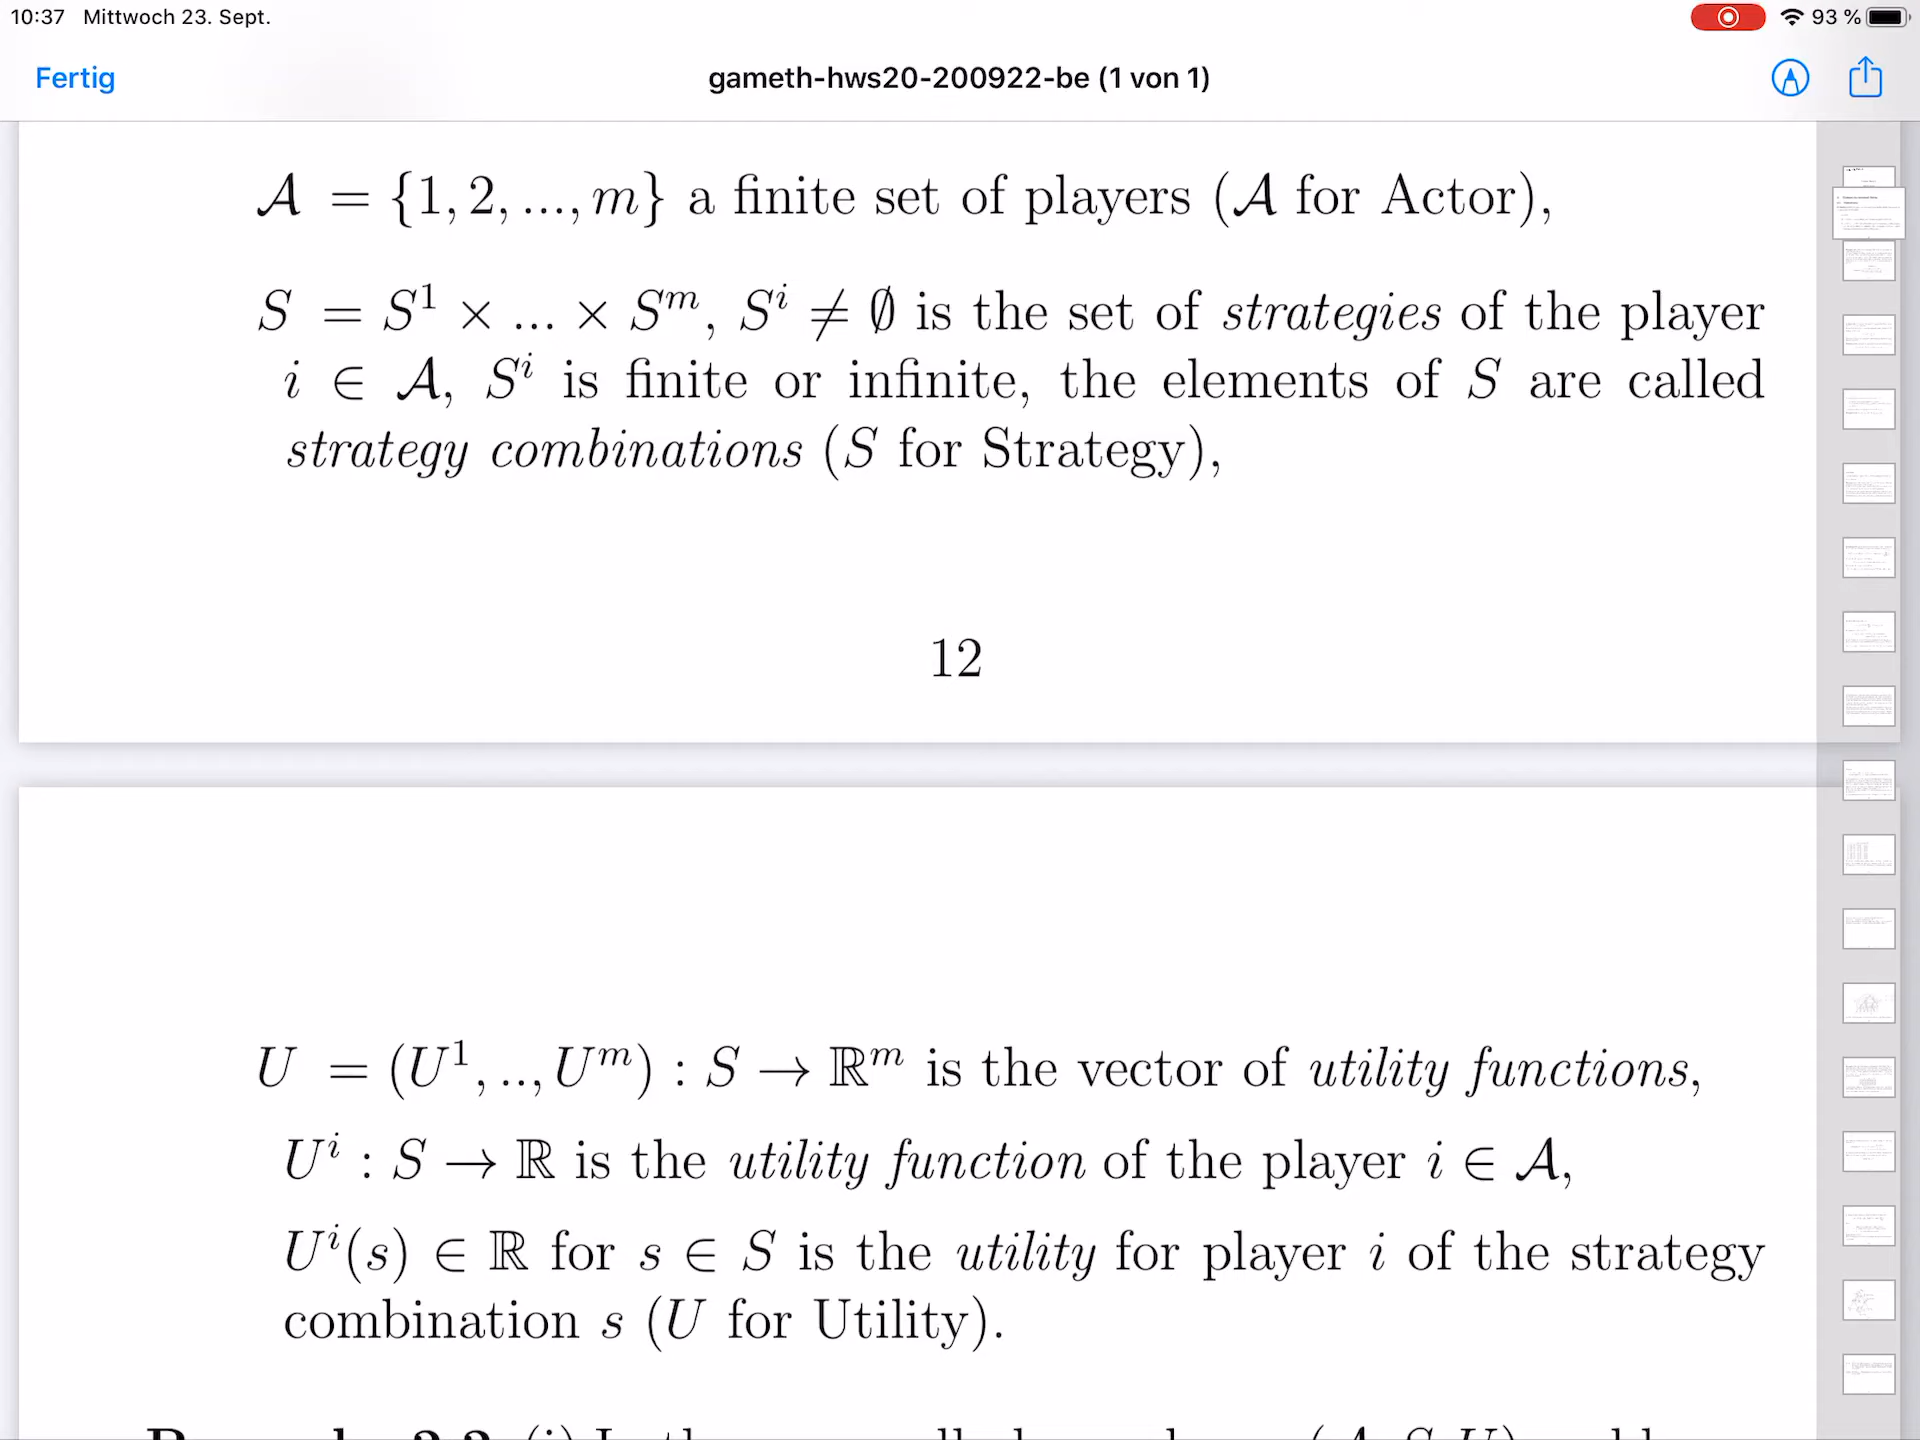 10:37 Mittwoch 23. Sept. 93 %
Fertig gameth-hws20-200922-be (1 von 1)
𝒜 = {1, 2, ..., m} a finite set of players (𝒜 for Actor),
S = S¹ × ... × Sᵐ, Sⁱ ≠ ∅ is the set of strategies of the player
i ∈ 𝒜, Sⁱ is finite or infinite, the elements of S are called
strategy combinations (S for Strategy),
12
U = (U¹, .., Uᵐ) : S → ℝᵐ is the vector of utility functions,
Uⁱ : S → ℝ is the utility function of the player i ∈ 𝒜,
Uⁱ(s) ∈ ℝ for s ∈ S is the utility for player i of the strategy
combination s (U for Utility).